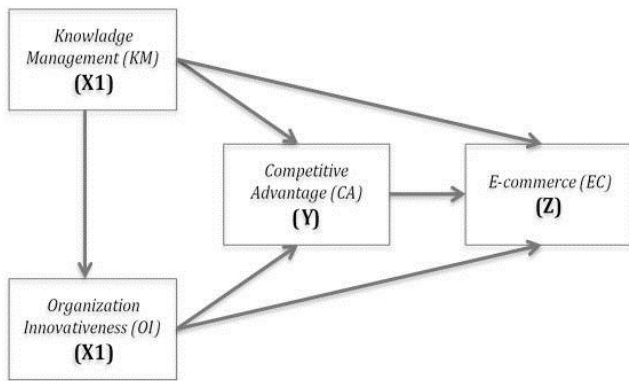 Knowladge
Management (KM)
(X1)
Competitive
Advantage (CA)
(Y)
E-commerce (EC)
(Z)
Organization
Innovativeness (OI)
(X1)